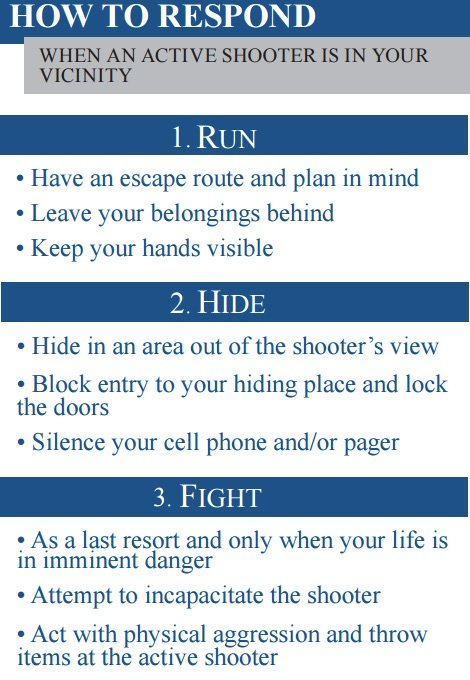 HOW TO RESPOND
WHEN AN ACTIVE SHOOTER IS IN YOUR
VICINITY
1. RUN
• Have an escape route and plan in mind
• Leave your belongings behind
• Keep your hands visible
2. HIDE
• Hide in an area out of the shooter’s view
• Block entry to your hiding place and lock
the doors
• Silence your cell phone and/or pager
3. FIGHT
• As a last resort and only when your life is
in imminent danger
• Attempt to incapacitate the shooter
• Act with physical aggression and throw
items at the active shooter